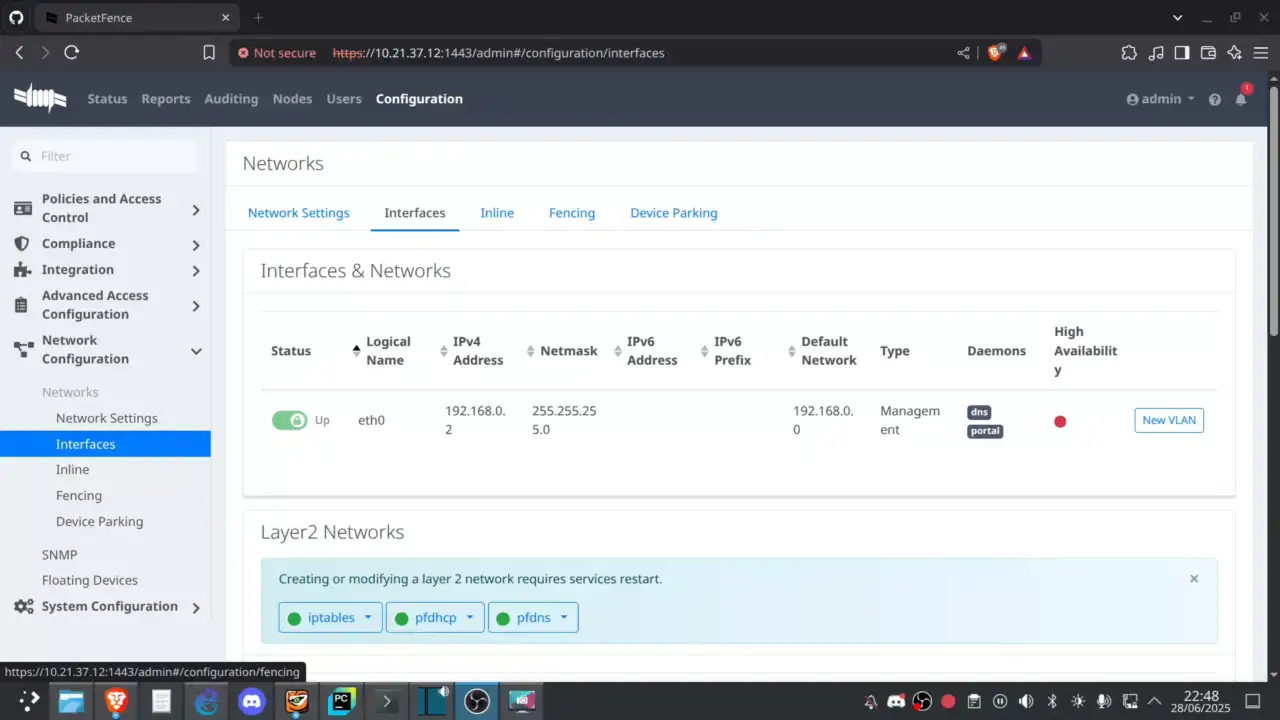 PacketFence
Not secure https://10.21.37.12:1443/admin#/configuration/interfaces
Status Reports Auditing Nodes Users Configuration admin 1
Filter
Policies and Access
Control
Compliance
Integration
Advanced Access
Configuration
Network
Configuration
Networks
Network Settings
Interfaces
Inline
Fencing
Device Parking
SNMP
Floating Devices
System Configuration
Networks
Network Settings Interfaces Inline Fencing Device Parking
Interfaces & Networks
Status Logical Name IPv4 Address Netmask IPv6 Address IPv6 Prefix Default Network Type Daemons High Availability
Up eth0 192.168.0.2 255.255.255.0 192.168.0.0 Management dns portal New VLAN
Layer2 Networks
Creating or modifying a layer 2 network requires services restart.
iptables pfdhcp pfdns
https://10.21.37.12:1443/admin#/configuration/fencing
22:48
28/06/2025